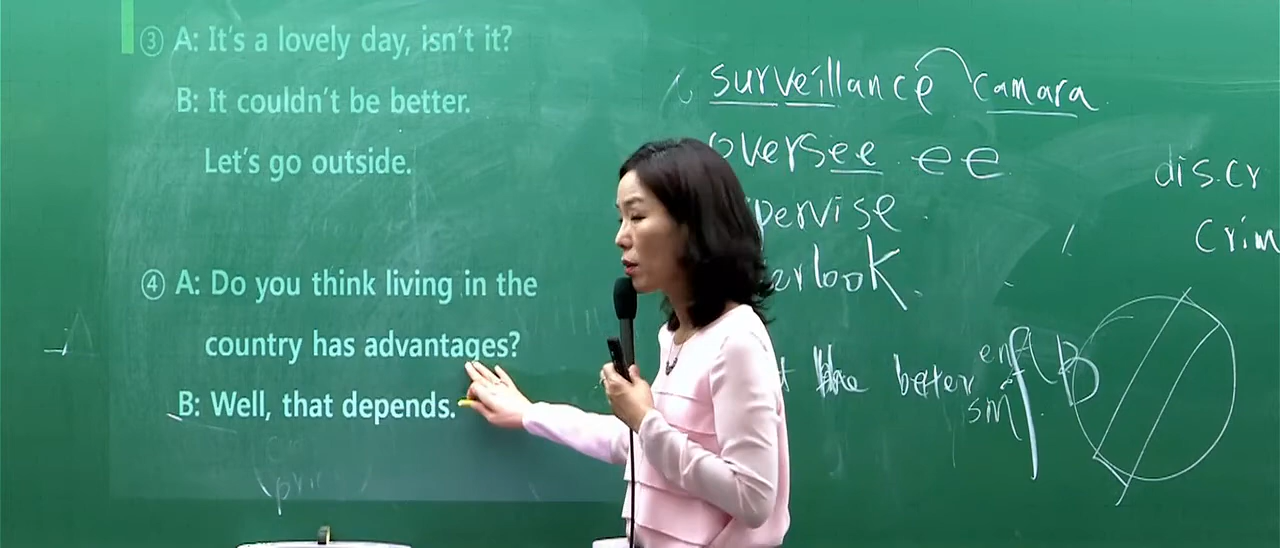 ③ A: It's a lovely day, isn't it?
B: It couldn't be better.
Let's go outside.
④ A: Do you think living in the
country has advantages?
B: Well, that depends.
surveillance camara
oversee ee
pervise
erlook
better
discr
crim